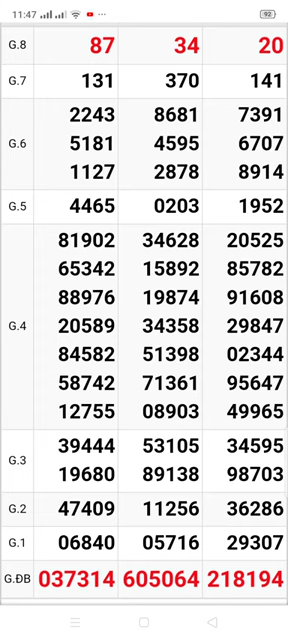 11:47 92
G.8 87 34 20
G.7 131 370 141
2243 8681 7391
G.6 5181 4595 6707
1127 2878 8914
G.5 4465 0203 1952
81902 34628 20525
65342 15892 85782
88976 19874 91608
G.4 20589 34358 29847
84582 51398 02344
58742 71361 95647
12755 08903 49965
G.3 39444 53105 34595
19680 89138 98703
G.2 47409 11256 36286
G.1 06840 05716 29307
G.ĐB 037314 605064 218194